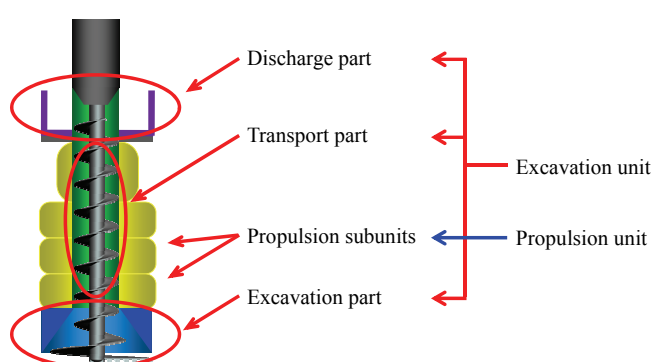 Discharge part
Transport part
Excavation unit
Propulsion subunits
Propulsion unit
Excavation part